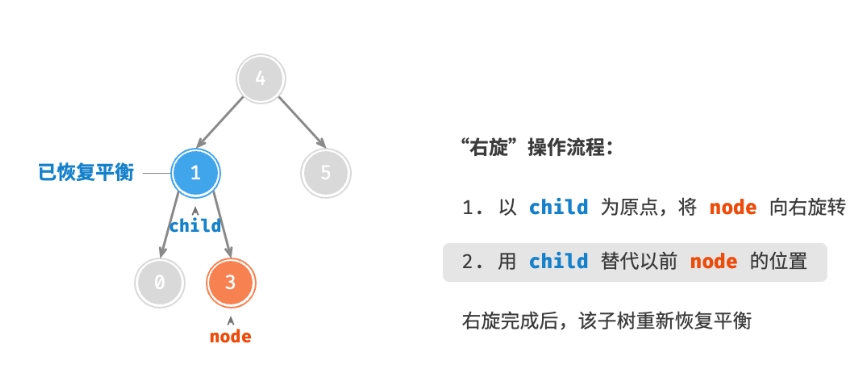 4
已恢复平衡
1
5
child
0
3
node
“右旋”操作流程：
1. 以 child 为原点，将 node 向右旋转
2. 用 child 替代以前 node 的位置
右旋完成后，该子树重新恢复平衡